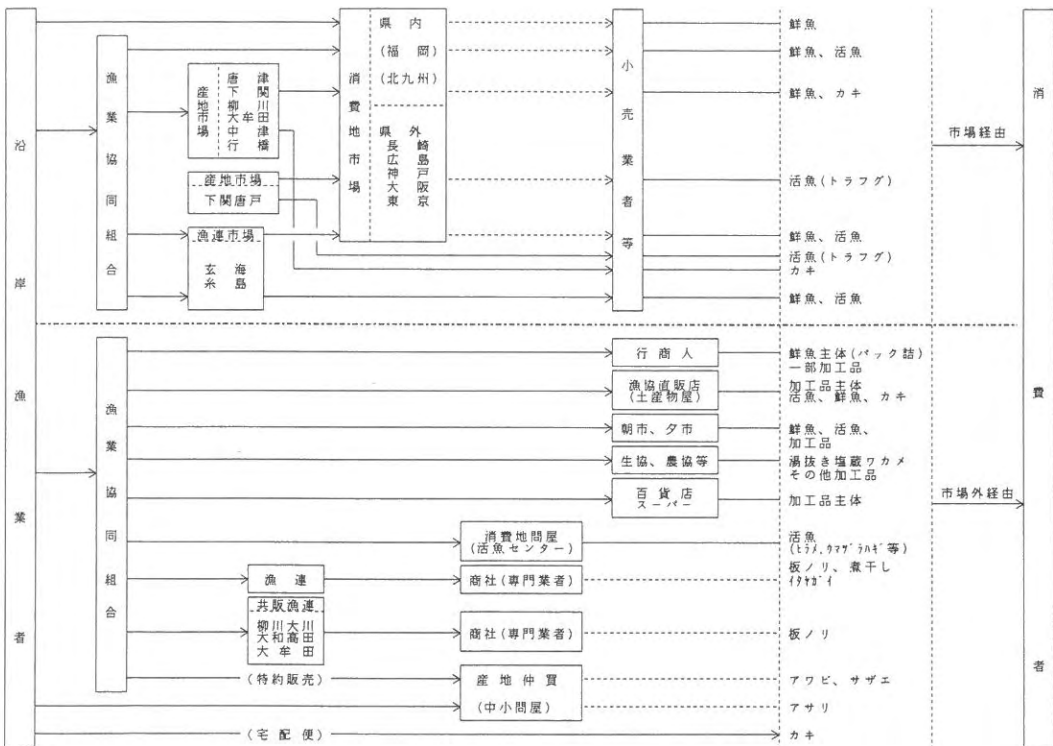 沿岸漁業者
漁業協同組合
産地市場
唐津
下関
柳川
大牟田
中津
行橋
産地市場
下関唐戸
漁連市場
玄海
糸島
消費地市場
県内
(福岡)
(北九州)
県外
長崎
広島
神戸
大阪
東京
小売業者等
鮮魚
鮮魚、活魚
鮮魚、カキ
活魚(トラフグ)
鮮魚、活魚
活魚(トラフグ)
カキ
鮮魚、活魚
市場経由
消費者
漁業協同組合
行商人
鮮魚主体(パック詰)
一部加工品
漁協直販店
(土産物屋)
加工品主体
活魚、鮮魚、カキ
朝市、夕市
鮮魚、活魚、
加工品
生協、農協等
湯抜き塩蔵ワカメ
その他加工品
百貨店
スーパー
加工品主体
市場外経由
消費地問屋
(活魚センター)
活魚
(ヒラメ,ウマヅラハギ等)
漁連
商社(専門業者)
板ノリ、煮干し
イタヤガイ
共販漁連
柳川大川
大和高田
大牟田
商社(専門業者)
板ノリ
(特約販売)
産地仲買
(中小問屋)
アワビ、サザエ
アサリ
(宅配便)
カキ